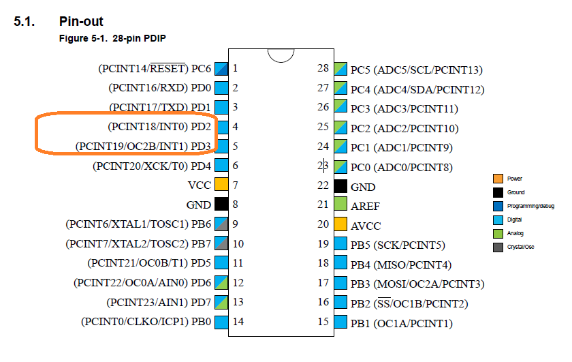 5.1. Pin-out
Figure 5-1. 28-pin PDIP
(PCINT14/RESET) PC6 1 28 PC5 (ADC5/SCL/PCINT13)
(PCINT16/RXD) PD0 2 27 PC4 (ADC4/SDA/PCINT12)
(PCINT17/TXD) PD1 3 26 PC3 (ADC3/PCINT11)
(PCINT18/INT0) PD2 4 25 PC2 (ADC2/PCINT10)
(PCINT19/OC2B/INT1) PD3 5 24 PC1 (ADC1/PCINT9)
(PCINT20/XCK/T0) PD4 6 23 PC0 (ADC0/PCINT8)
VCC 7 22 GND
GND 8 21 AREF
(PCINT6/XTAL1/TOSC1) PB6 9 20 AVCC
(PCINT7/XTAL2/TOSC2) PB7 10 19 PB5 (SCK/PCINT5)
(PCINT21/OC0B/T1) PD5 11 18 PB4 (MISO/PCINT4)
(PCINT22/OC0A/AIN0) PD6 12 17 PB3 (MOSI/OC2A/PCINT3)
(PCINT23/AIN1) PD7 13 16 PB2 (SS/OC1B/PCINT2)
(PCINT0/CLKO/ICP1) PB0 14 15 PB1 (OC1A/PCINT1)
Power
Ground
Programming/debug
Digital
Analog
Crystal/Osc